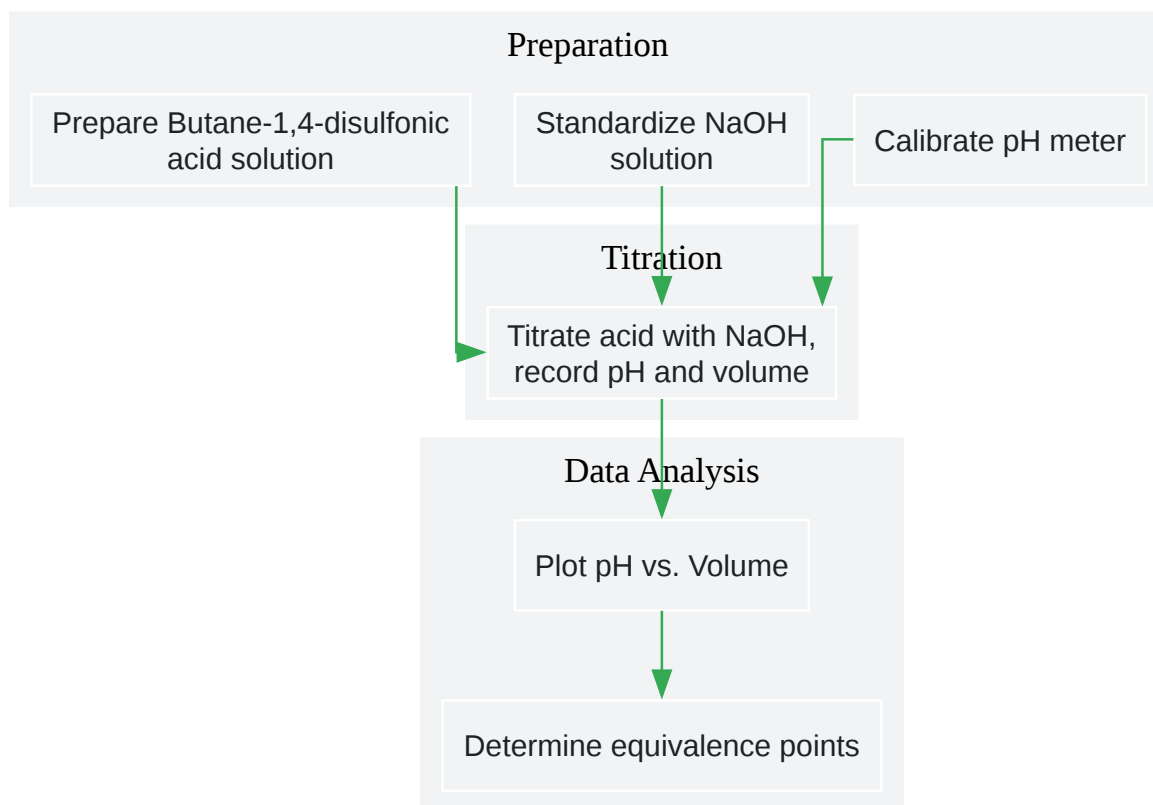 Preparation
Prepare Butane-1,4-disulfonic
acid solution
Standardize NaOH
solution
Calibrate pH meter
Titration
Titrate acid with NaOH,
record pH and volume
Data Analysis
Plot pH vs. Volume
Determine equivalence points